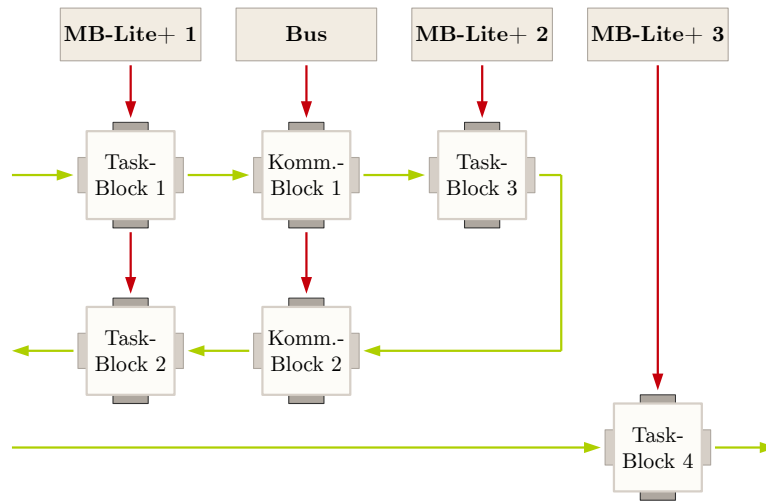 MB-Lite+ 1
Bus
MB-Lite+ 2
MB-Lite+ 3
Task-
Block 1
Komm.-
Block 1
Task-
Block 3
Task-
Block 2
Komm.-
Block 2
Task-
Block 4